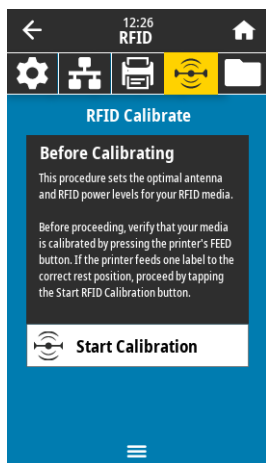 12:26
RFID
RFID Calibrate
Before Calibrating
This procedure sets the optimal antenna
and RFID power levels for your RFID media.
Before proceeding, verify that your media
is calibrated by pressing the printer's FEED
button. If the printer feeds one label to the
correct rest position, proceed by tapping
the Start RFID Calibration button.
Start Calibration